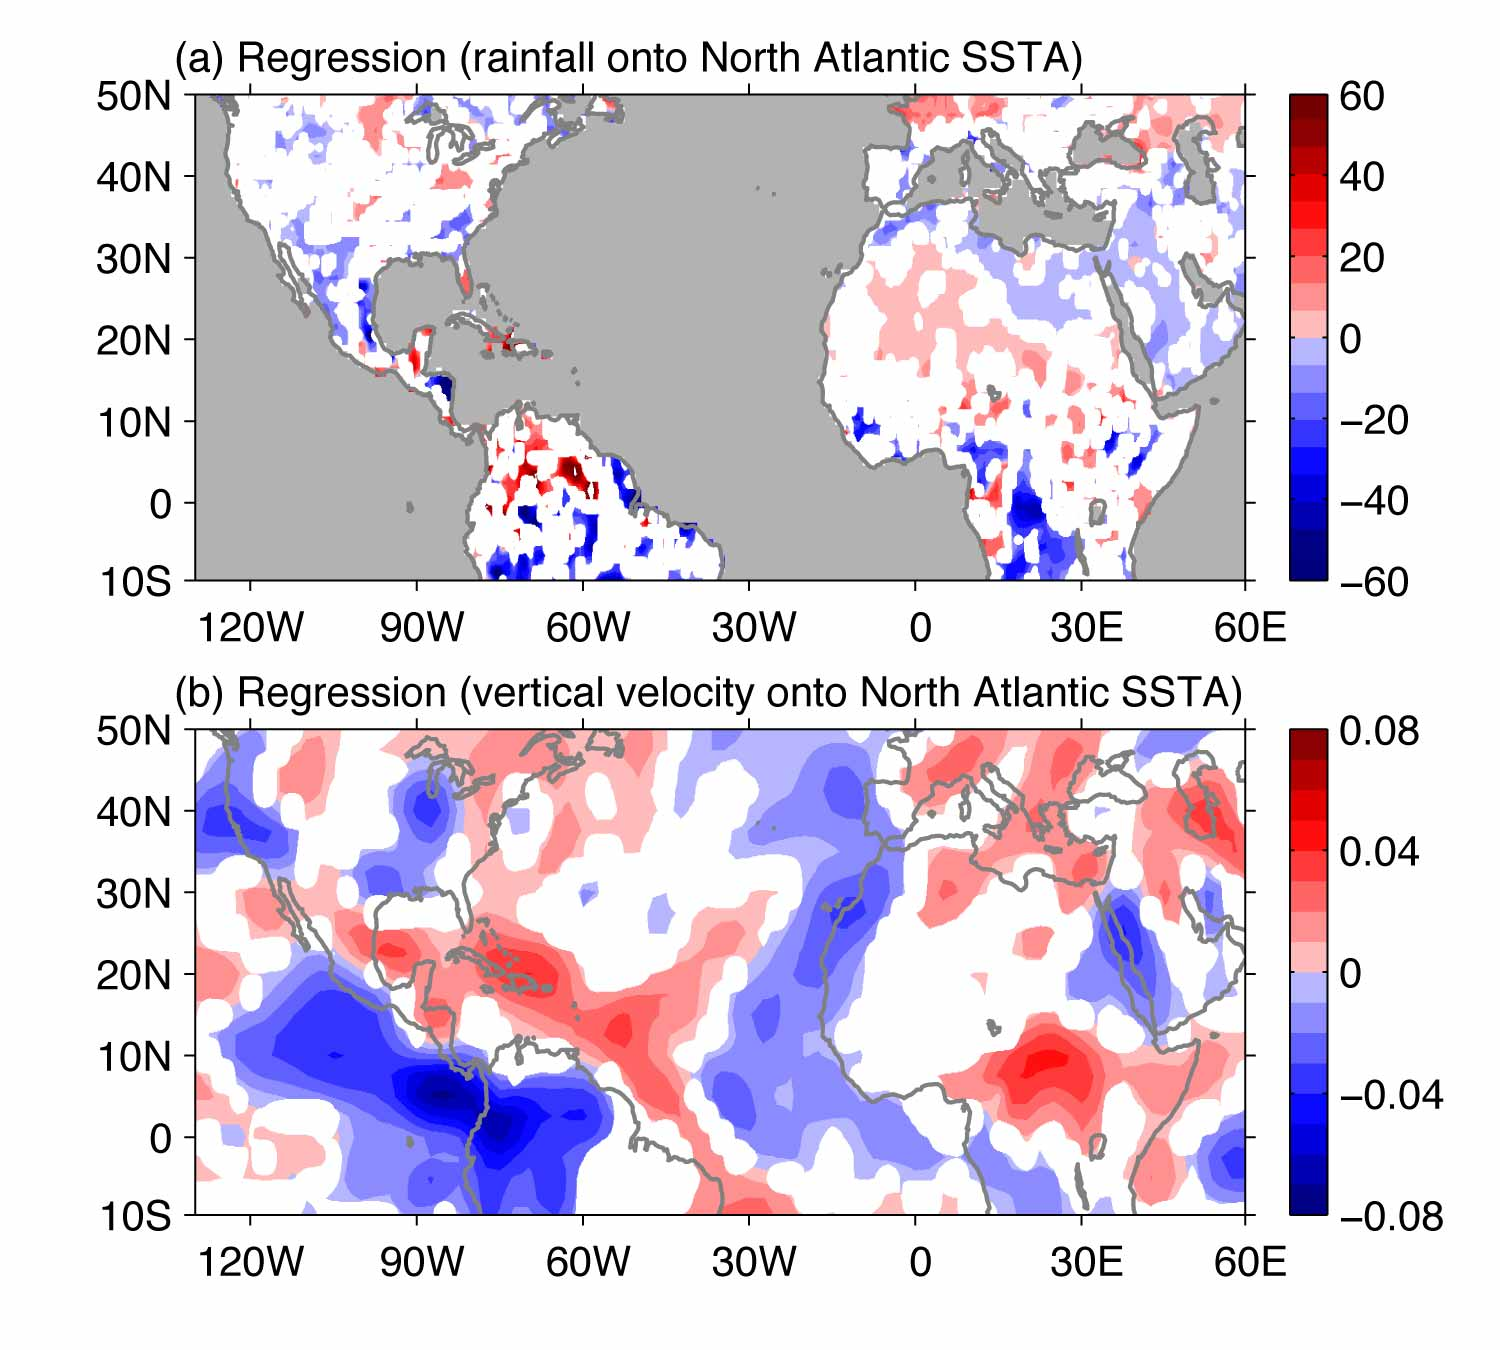 (a) Regression (rainfall onto North Atlantic SSTA)
50N
40N
30N
20N
10N
0
10S
120W 90W 60W 30W 0 30E 60E
60
40
20
0
−20
−40
−60
(b) Regression (vertical velocity onto North Atlantic SSTA)
50N
40N
30N
20N
10N
0
10S
120W 90W 60W 30W 0 30E 60E
0.08
0.04
0
−0.04
−0.08